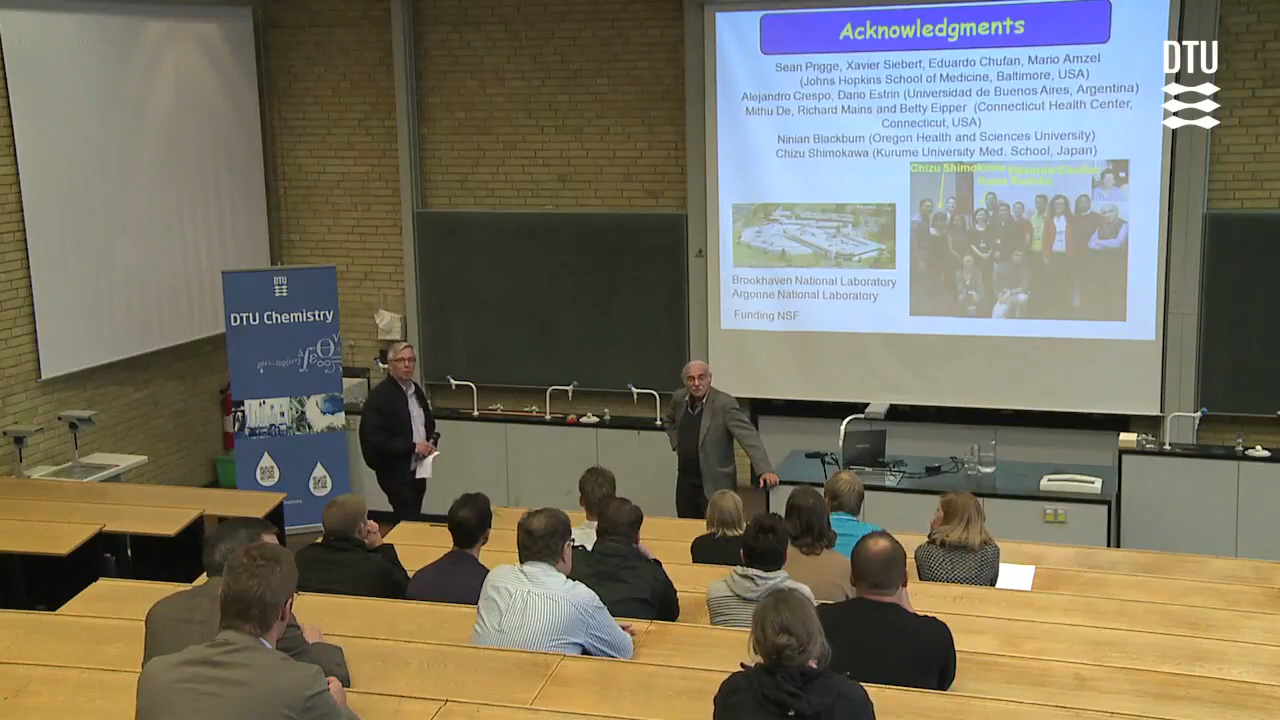 Acknowledgments
Sean Prigge, Xavier Siebert, Eduardo Chufan, Mario Amzel
(Johns Hopkins School of Medicine, Baltimore, USA)
Alejandro Crespo, Dario Estrin (Universidad de Buenos Aires, Argentina)
Mithu De, Richard Mains and Betty Eipper (Connecticut Health Center,
Connecticut, USA)
Ninian Blackburn (Oregon Health and Sciences University)
Chizu Shimokawa (Kurume University Med. School, Japan)
Chizu Shimokawa Eduardo Chufan
Brookhaven National Laboratory
Argonne National Laboratory
Funding NSF
DTU
DTU
DTU Chemistry